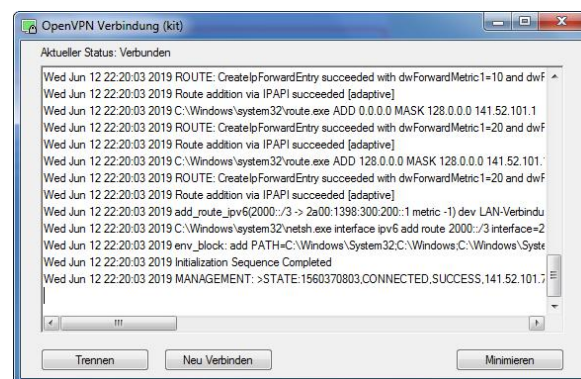 OpenVPN Verbindung (kit)
Aktueller Status: Verbunden
Wed Jun 12 22:20:03 2019 ROUTE: CreateIpForwardEntry succeeded with dwForwardMetric1=10 and dwF
Wed Jun 12 22:20:03 2019 Route addition via IPAPI succeeded [adaptive]
Wed Jun 12 22:20:03 2019 C:\Windows\system32\route.exe ADD 0.0.0.0 MASK 128.0.0.0 141.52.101.1
Wed Jun 12 22:20:03 2019 ROUTE: CreateIpForwardEntry succeeded with dwForwardMetric1=20 and dwF
Wed Jun 12 22:20:03 2019 Route addition via IPAPI succeeded [adaptive]
Wed Jun 12 22:20:03 2019 C:\Windows\system32\route.exe ADD 128.0.0.0 MASK 128.0.0.0 141.52.101.
Wed Jun 12 22:20:03 2019 ROUTE: CreateIpForwardEntry succeeded with dwForwardMetric1=20 and dwF
Wed Jun 12 22:20:03 2019 Route addition via IPAPI succeeded [adaptive]
Wed Jun 12 22:20:03 2019 add_route_ipv6(2000::/3 -> 2a00:1398:300:200::1 metric -1) dev LAN-Verbindu
Wed Jun 12 22:20:03 2019 C:\Windows\system32\netsh.exe interface ipv6 add route 2000::/3 interface=2
Wed Jun 12 22:20:03 2019 env_block: add PATH=C:\Windows\System32;C:\Windows;C:\Windows\Syste
Wed Jun 12 22:20:03 2019 Initialization Sequence Completed
Wed Jun 12 22:20:03 2019 MANAGEMENT: >STATE:1560370803,CONNECTED,SUCCESS,141.52.101.7
Trennen
Neu Verbinden
Minimieren